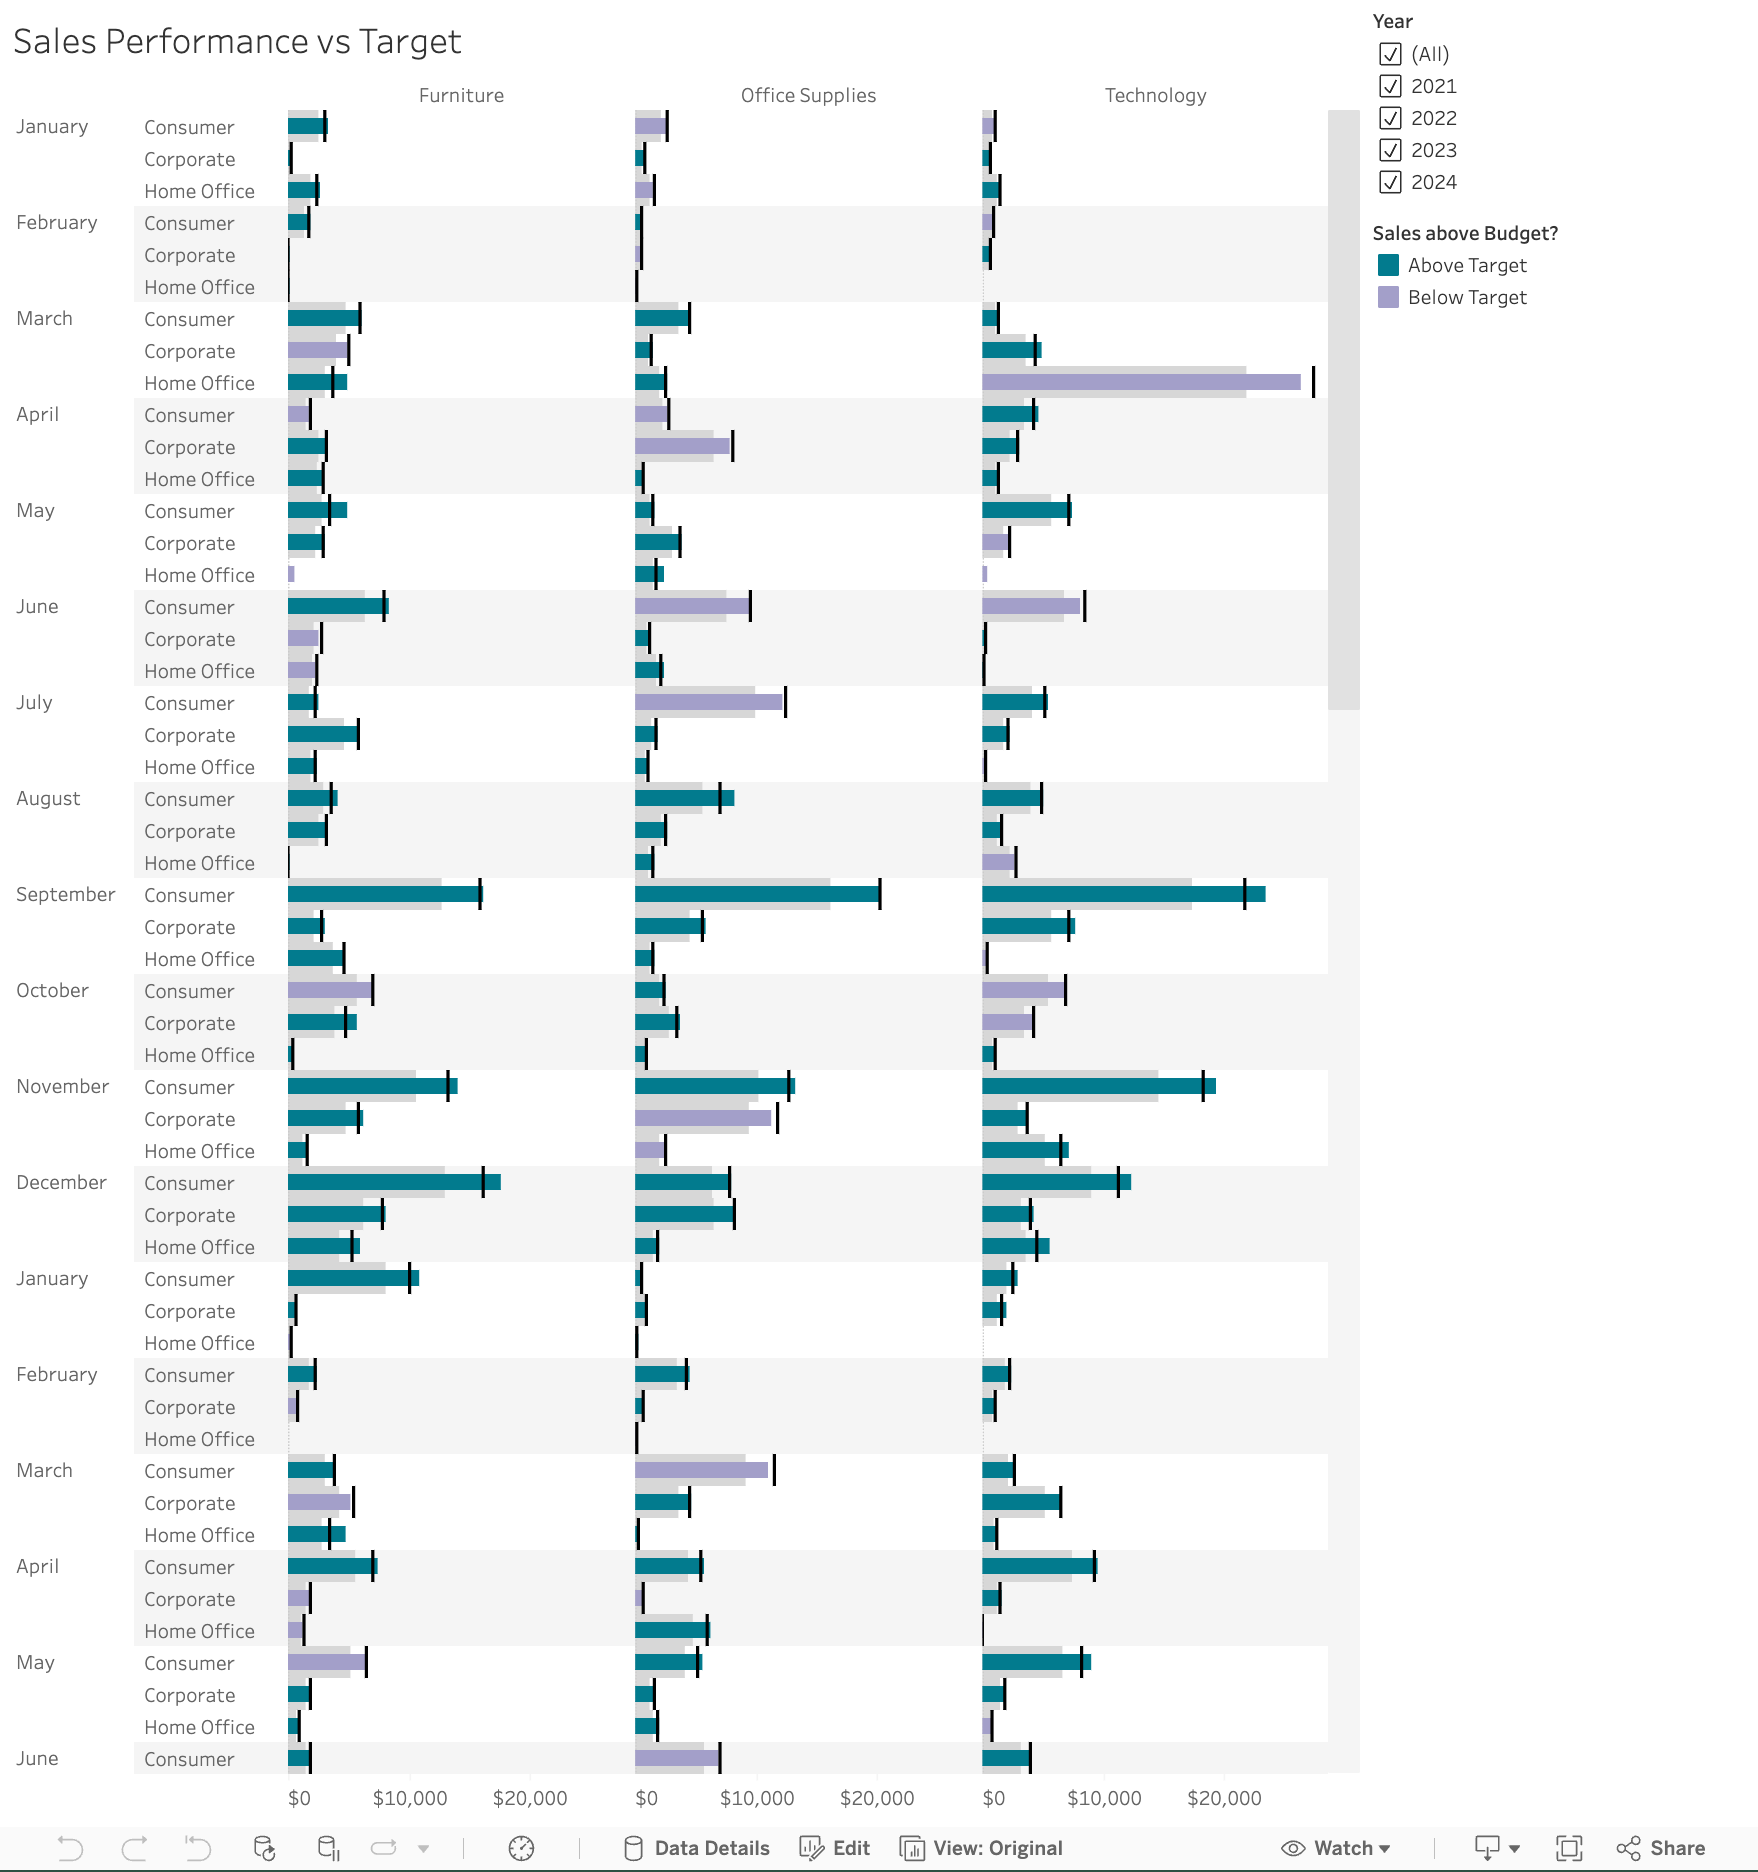 Sales Performance vs Target
Furniture Office Supplies Technology
January Consumer
Corporate
Home Office
February Consumer
Corporate
Home Office
March Consumer
Corporate
Home Office
April Consumer
Corporate
Home Office
May Consumer
Corporate
Home Office
June Consumer
Corporate
Home Office
July Consumer
Corporate
Home Office
August Consumer
Corporate
Home Office
September Consumer
Corporate
Home Office
October Consumer
Corporate
Home Office
November Consumer
Corporate
Home Office
December Consumer
Corporate
Home Office
January Consumer
Corporate
Home Office
February Consumer
Corporate
Home Office
March Consumer
Corporate
Home Office
April Consumer
Corporate
Home Office
May Consumer
Corporate
Home Office
June Consumer
$0 $10,000 $20,000 $0 $10,000 $20,000 $0 $10,000 $20,000
Year
(All)
2021
2022
2023
2024
Sales above Budget?
Above Target
Below Target
Data Details Edit View: Original Watch Share